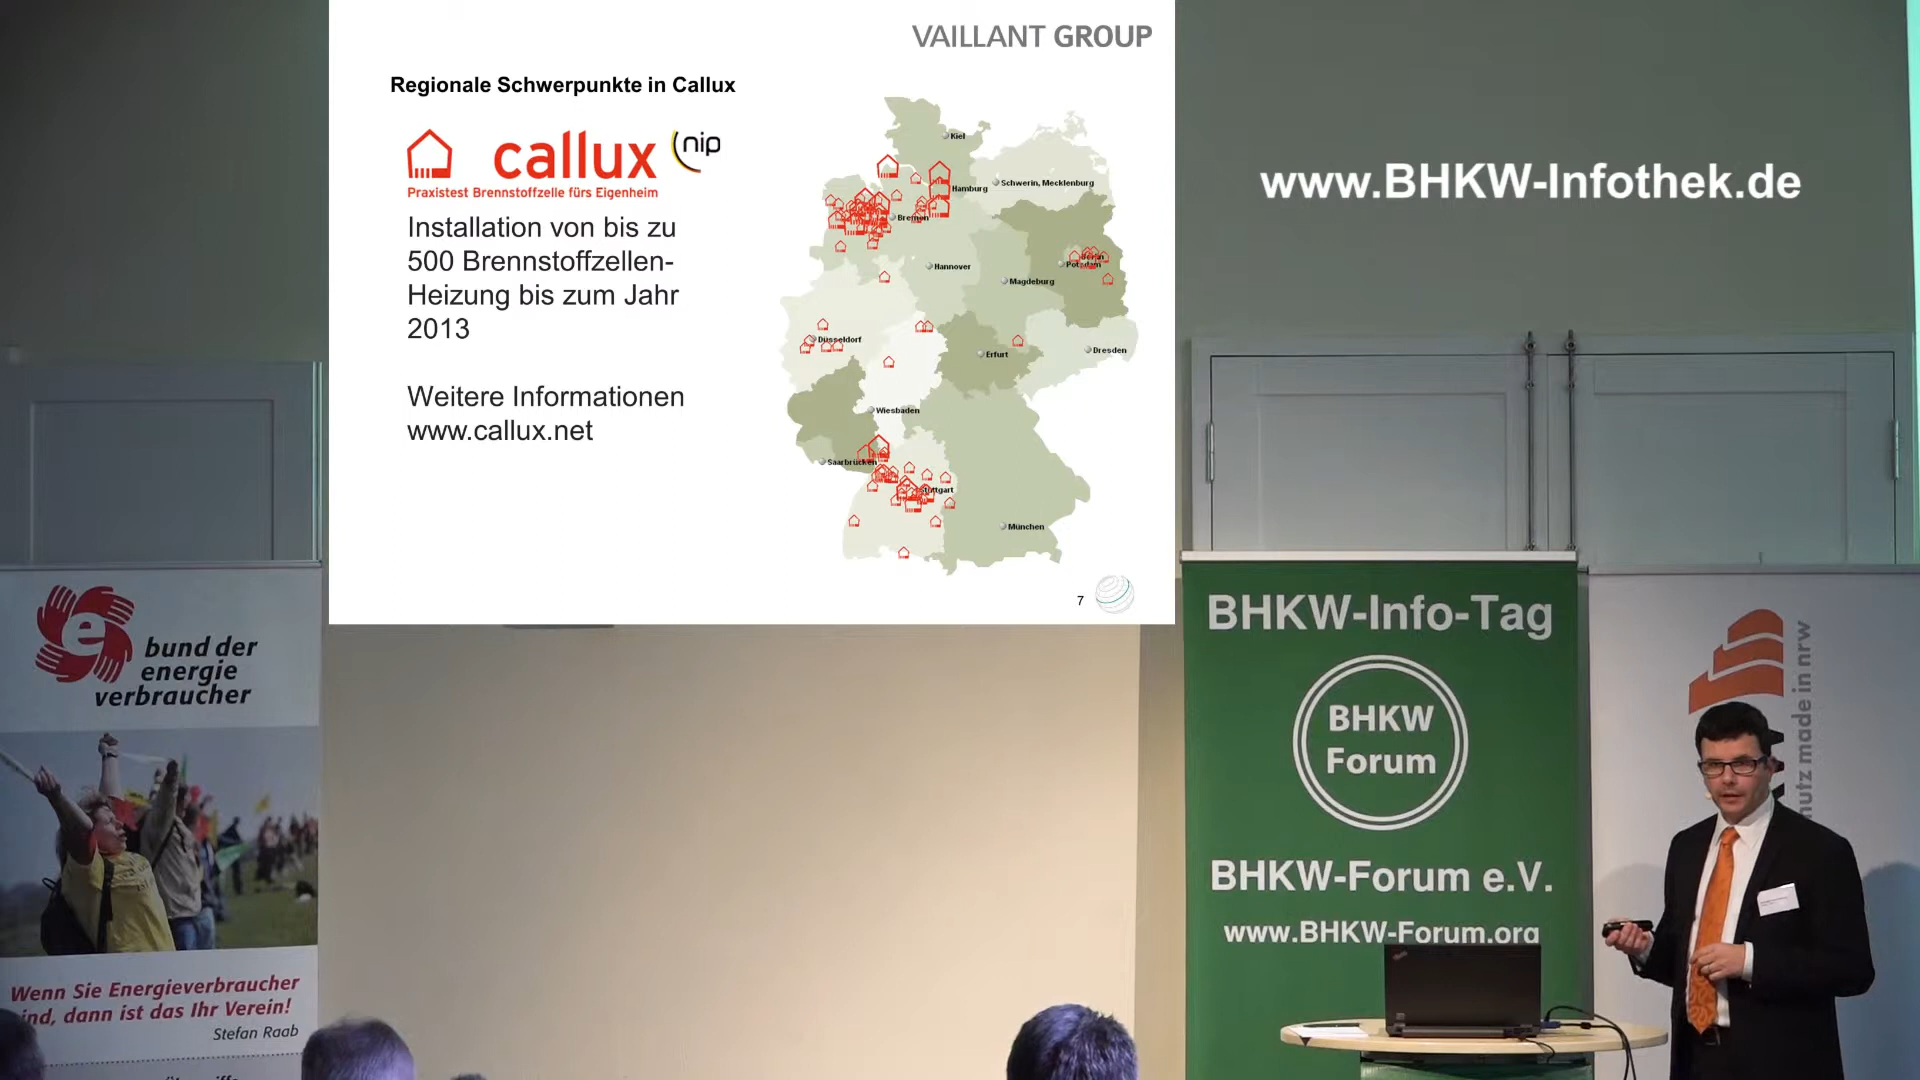 VAILLANT GROUP
Regionale Schwerpunkte in Callux
callux
nip
Praxistest Brennstoffzelle fürs Eigenheim
Installation von bis zu
500 Brennstoffzellen-
Heizung bis zum Jahr
2013
Weitere Informationen
www.callux.net
Kiel
Hamburg
Schwerin, Mecklenburg
Bremen
Berlin
Potsdam
Hannover
Magdeburg
Düsseldorf
Erfurt
Dresden
Wiesbaden
Saarbrücken
Stuttgart
München
7
www.BHKW-Infothek.de
e
bund der
energie
verbraucher
Wenn Sie Energieverbraucher
ind, dann ist das Ihr Verein!
Stefan Raab
BHKW-Info-Tag
BHKW
Forum
BHKW-Forum e.V.
www.BHKW-Forum.org
utz made in nrw